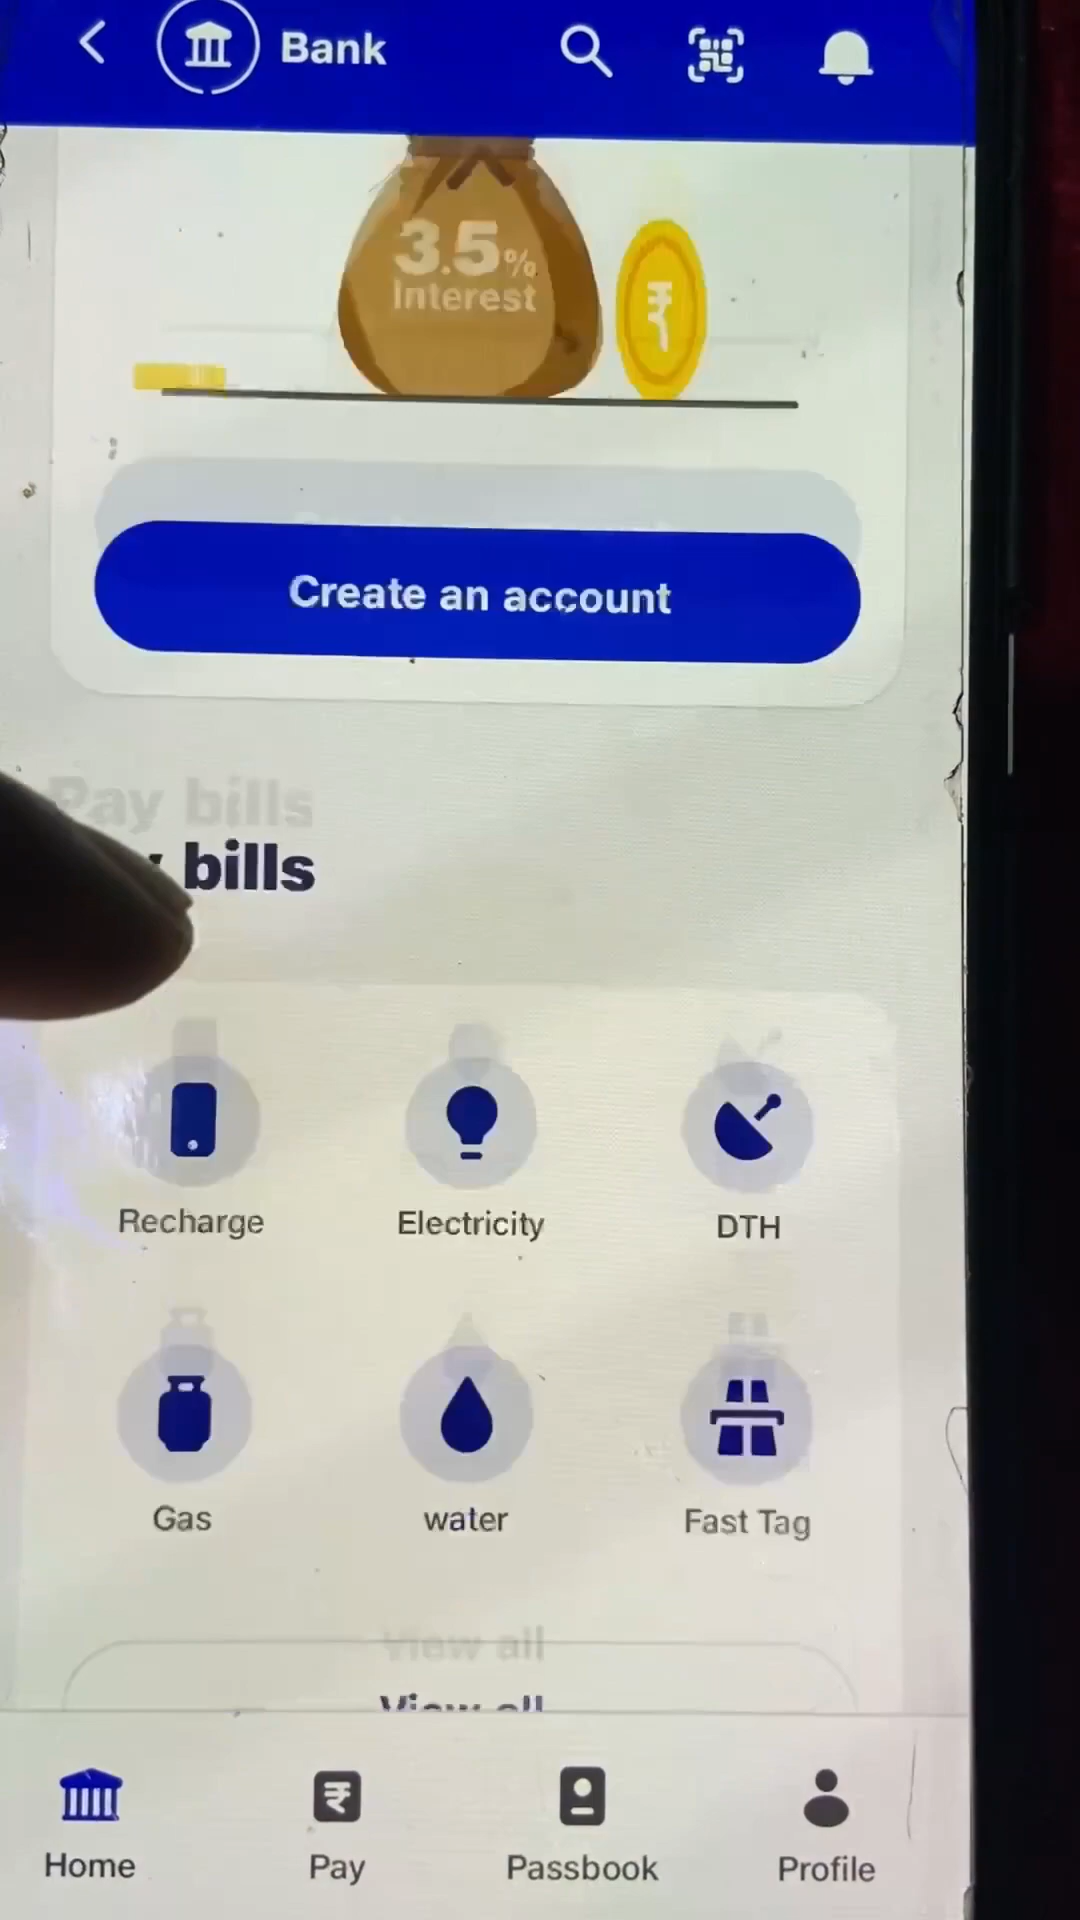 Bank
3.5%
Interest
₹
Create an account
Pay bills
bills
Recharge Electricity DTH
Gas water Fast Tag
View all
View all
₹
Home Pay Passbook Profile